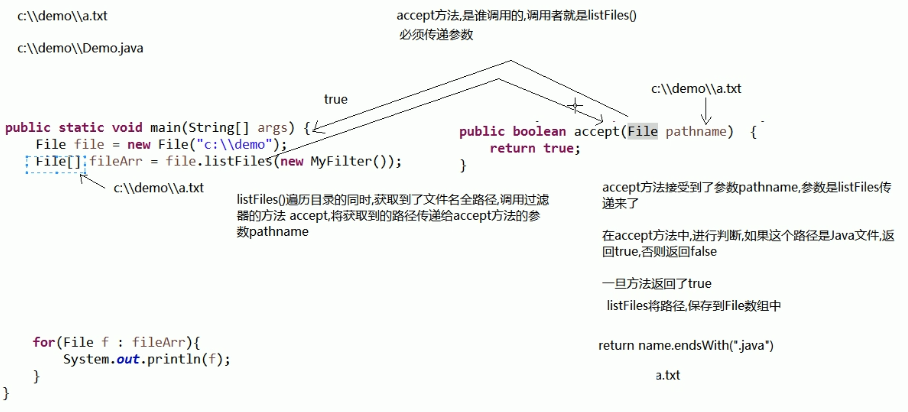 c:\\demo\\a.txt
c:\\demo\\Demo.java
accept方法,是谁调用的,调用者就是listFiles()
必须传递参数
true
c:\\demo\\a.txt
public static void main(String[] args) {
File file = new File("c:\\demo");
File[] fileArr = file.listFiles(new MyFilter());
c:\\demo\\a.txt
public boolean accept(File pathname) {
return true;
}
listFiles()遍历目录的同时,获取到了文件名全路径,调用过滤
器的方法 accept,将获取到的路径传递给accept方法的参
数pathname
accept方法接受到了参数pathname,参数是listFiles传
递来了
在accept方法中,进行判断,如果这个路径是Java文件,返
回true,否则返回false
一旦方法返回了true
listFiles将路径,保存到File数组中
return name.endsWith(".java")
a.txt
for(File f : fileArr){
System.out.println(f);
}
}